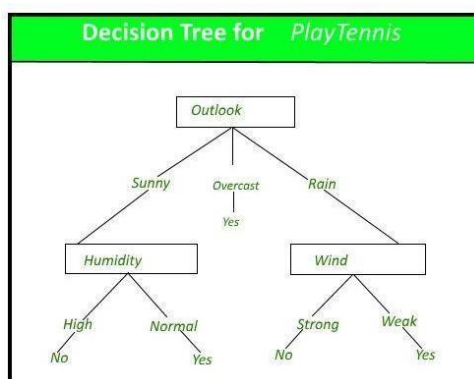 Decision Tree for PlayTennis
Outlook
Sunny Overcast Rain
Yes
Humidity Wind
High Normal Strong Weak
No Yes No Yes